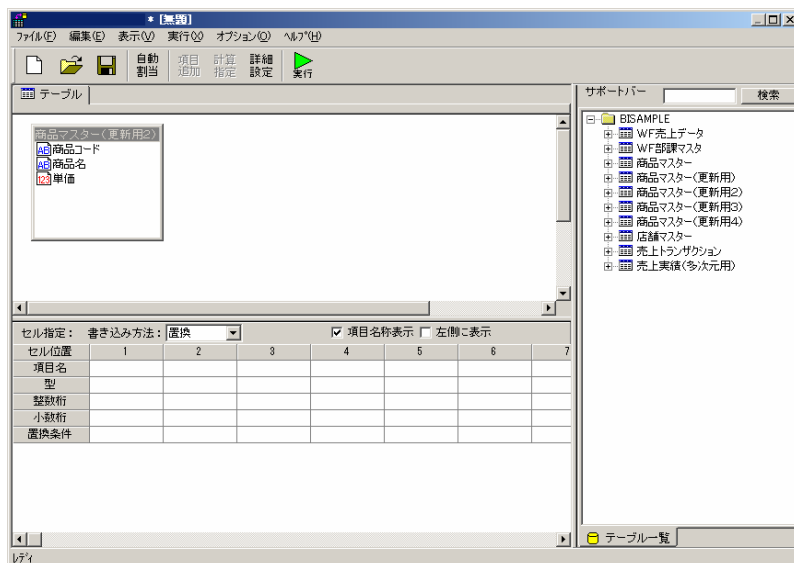 * [無題]
ファイル(F) 編集(E) 表示(V) 実行(X) オプション(O) ヘルプ(H)
自動割当 項目追加 計算指定 詳細設定 実行
テーブル
商品マスター(更新用2)
AB 商品コード
AB 商品名
123 単価
セル指定: 書き込み方法: 置換 項目名称表示 左側に表示
セル位置 1 2 3 4 5 6 7
項目名
型
整数桁
小数桁
置換条件
サポートバー 検索
BISAMPLE
WF売上データ
WF部課マスタ
商品マスター
商品マスター(更新用)
商品マスター(更新用2)
商品マスター(更新用3)
商品マスター(更新用4)
店舗マスター
売上トランザクション
売上実績(多次元用)
テーブル一覧
レディ